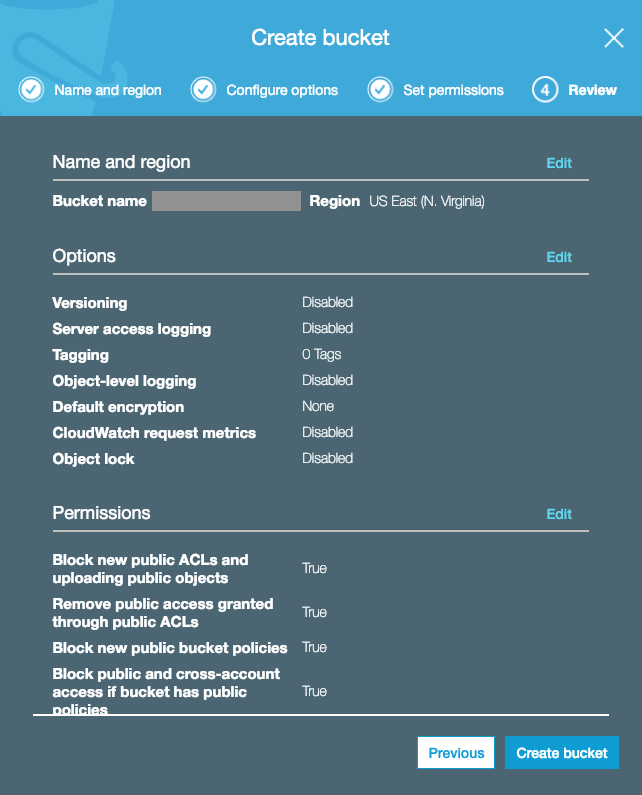 Create bucket
Name and region Configure options Set permissions 4 Review
Name and region Edit
Bucket name Region US East (N. Virginia)
Options Edit
Versioning Disabled
Server access logging Disabled
Tagging 0 Tags
Object-level logging Disabled
Default encryption None
CloudWatch request metrics Disabled
Object lock Disabled
Permissions Edit
Block new public ACLs and
uploading public objects True
Remove public access granted
through public ACLs True
Block new public bucket policies True
Block public and cross-account
access if bucket has public True
policies
Previous Create bucket